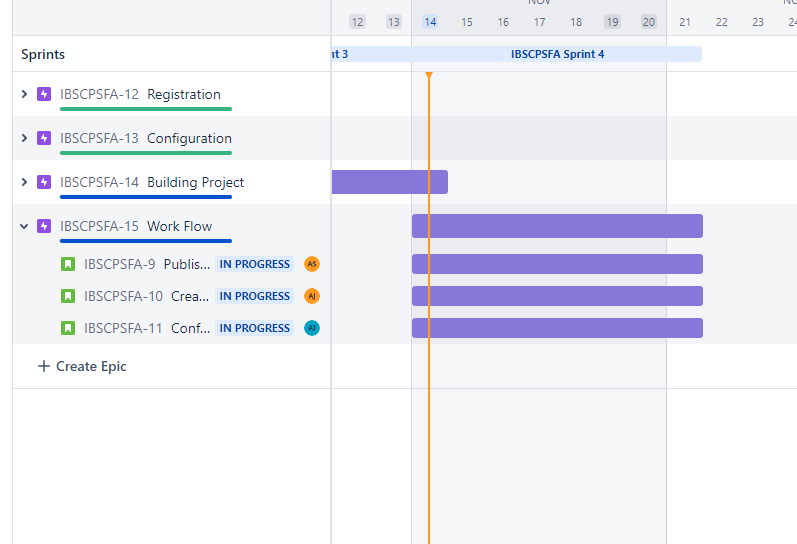 NOV
12 13 14 15 16 17 18 19 20 21 22 23
Sprints
nt 3 IBSCPSFA Sprint 4
IBSCPSFA-12 Registration
IBSCPSFA-13 Configuration
IBSCPSFA-14 Building Project
IBSCPSFA-15 Work Flow
IBSCPSFA-9 Publis... IN PROGRESS AS
IBSCPSFA-10 Crea... IN PROGRESS AJ
IBSCPSFA-11 Conf... IN PROGRESS
+ Create Epic